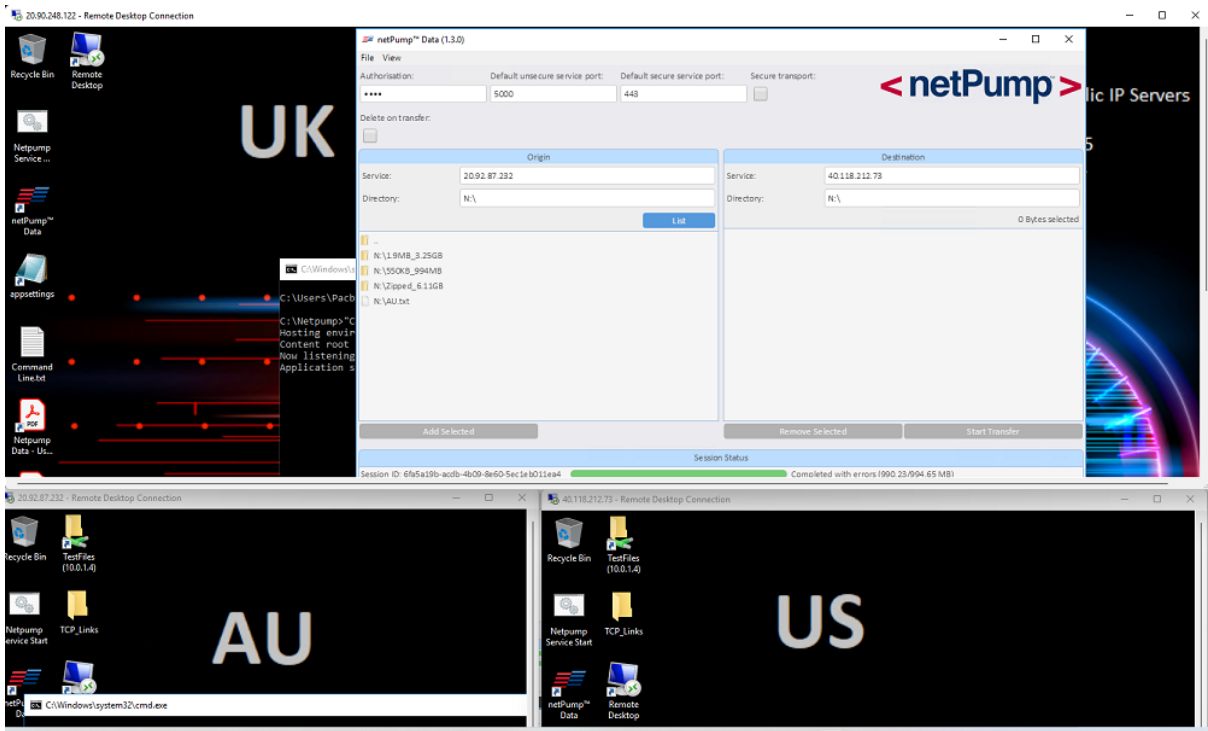 20.90.248.122 - Remote Desktop Connection
Recycle Bin
Remote
Desktop
UK
Netpump
Service ...
netPump™
Data
appsettings
Command
Line.txt
PDF
Netpump
Data - Us...
C:\Windows\s
C:\Users\Pacb
C:\Netpump>"C
Hosting envir
Content root
Now listening
Application s
netPump™ Data (1.3.0)
File View
Authorisation:
Default unsecure service port:
Default secure service port:
Secure transport:
••••
5000
443
<netPump>
lic IP Servers
5
Delete on transfer:
Origin
Destination
Service:
20.92.87.232
Service:
40.118.212.73
Directory:
N:\
Directory:
N:\
List
0 Bytes selected
..
N:\1.9MB_3.25GB
N:\550KB_994MB
N:\Zipped_6.11GB
N:\AU.txt
Add Selected
Remove Selected
Start Transfer
Session Status
Session ID: 6fa5a19b-acdb-4b09-8e60-5ec1eb011ea4
Completed with errors (990.23/994.65 MB)
20.92.87.232 - Remote Desktop Connection
Recycle Bin
TestFiles
(10.0.1.4)
Netpump
ervice Start
TCP_Links
AU
C:\Windows\system32\cmd.exe
40.118.212.73 - Remote Desktop Connection
Recycle Bin
TestFiles
(10.0.1.4)
Netpump
Service Start
TCP_Links
US
netPump™
Data
Remote
Desktop